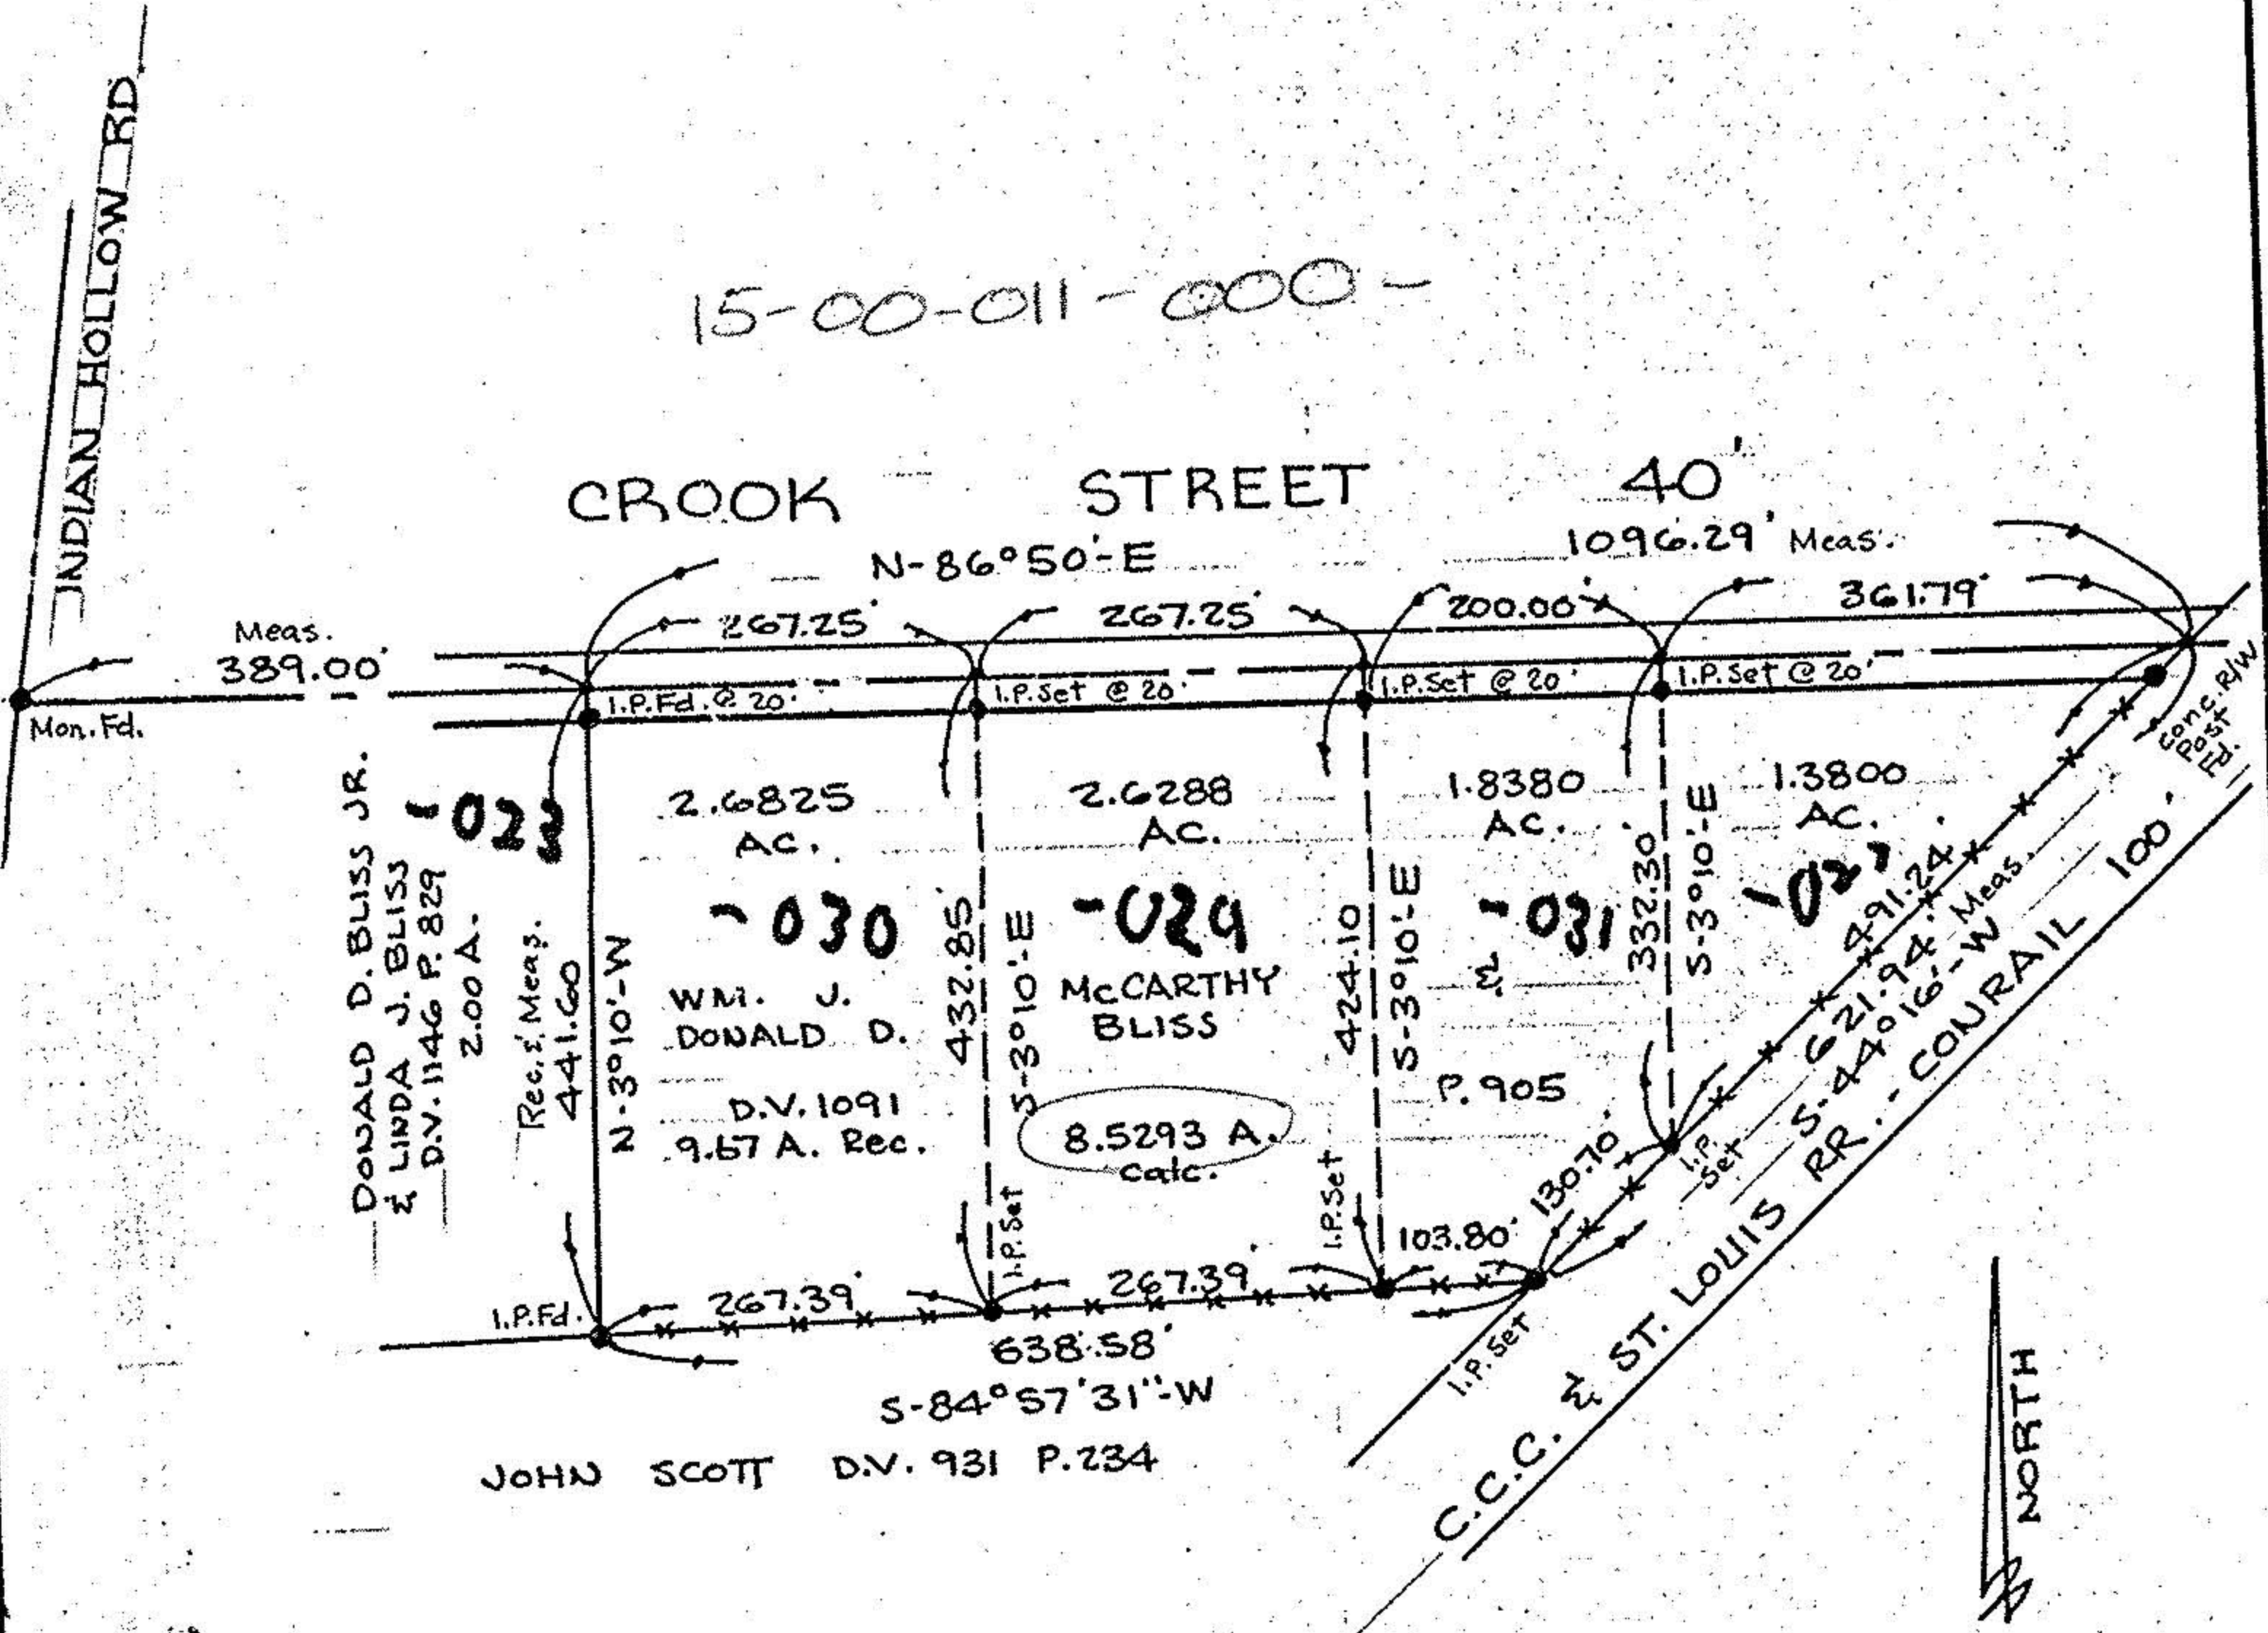 INDIAN HOLLOW RD
15-00-011-000-
CROOK STREET 40'
N-86°50'-E
1096.29' Meas.
267.25'
267.25'
200.00'
361.79'
Meas.
389.00'
Mon. Fd.
I.P. Fd. @ 20'
I.P. Set @ 20'
I.P. Set @ 20'
I.P. Set @ 20'
Conc. R/W
Post
Fd.
DONALD D. BLISS JR.
& LINDA J. BLISS
D.V. 1146 P. 829
2.00 A.
-023
Rec. & Meas.
441.60
N-3°10'-W
2.6825
AC.
-030
WM. J.
DONALD D.
D.V. 1091
9.57 A. Rec.
432.85'
S-3°10'-E
I.P. Set
2.6288
AC.
-029
McCARTHY
BLISS
8.5293 A.
Calc.
424.10
S-3°10'-E
I.P. Set
1.8380
AC.
-031
&
P. 905
332.30'
S-3°10'-E
1.3800
AC.
491.24'
621.94' Meas.
S-44°16'-W
100'
C.C.C. & ST. LOUIS RR. - CONRAIL
I.P.
Set
130.70'
103.80'
I.P. Set
I.P. Fd.
267.39'
267.39'
638.58'
S-84°57'31"-W
JOHN SCOTT D.V. 931 P. 234
NORTH